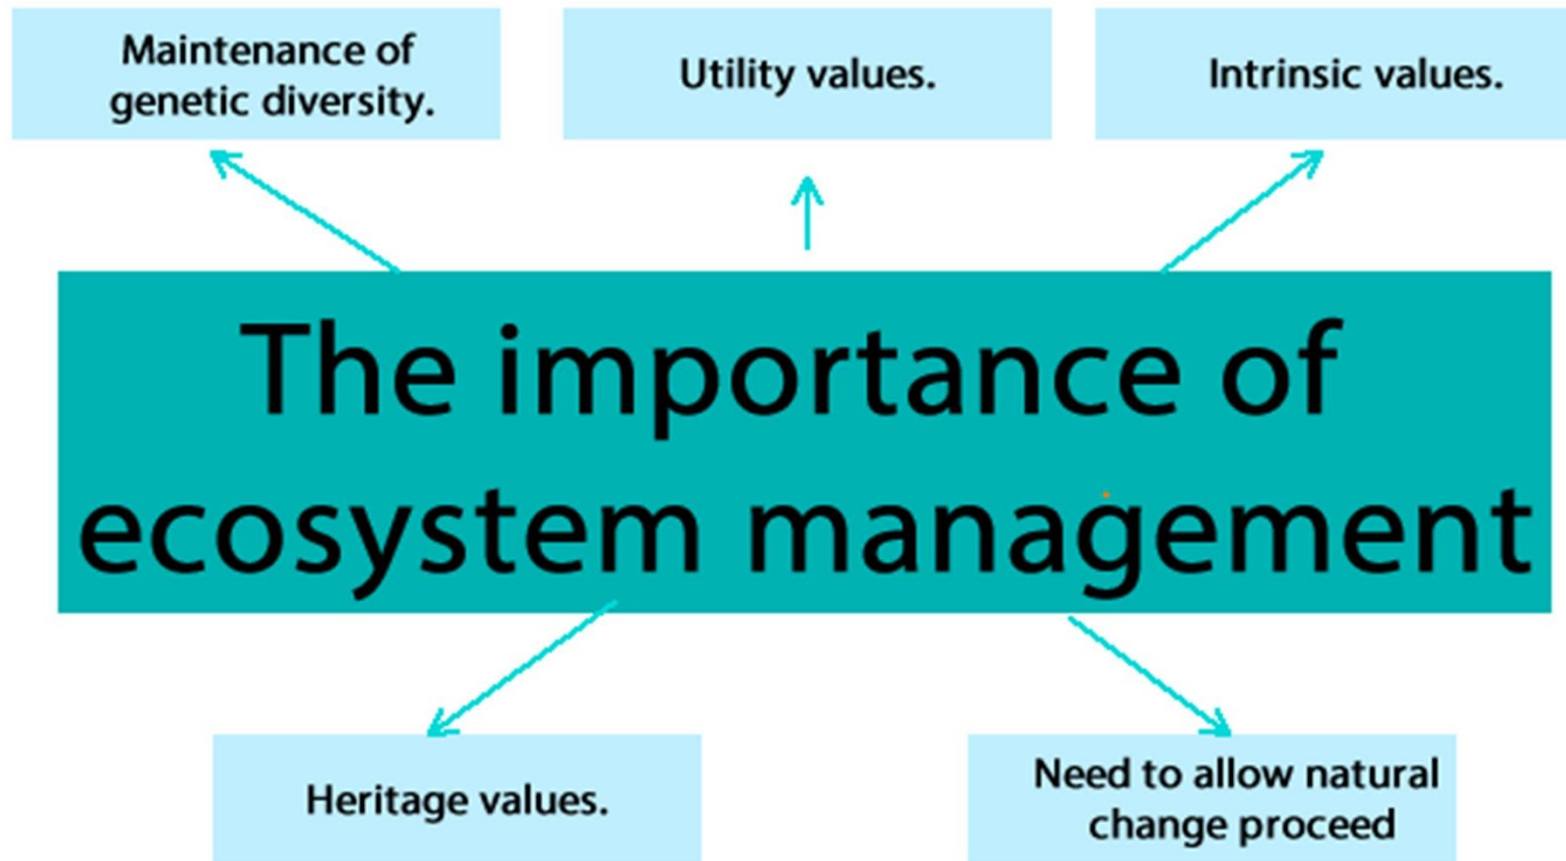 Maintenance of
genetic diversity.
Utility values.
Intrinsic values.
The importance of
ecosystem management
Heritage values.
Need to allow natural
change proceed